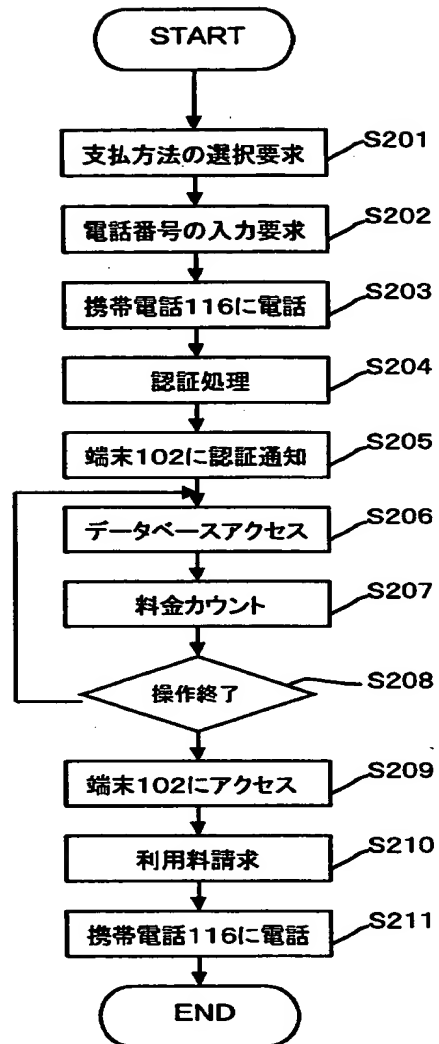 START
支払方法の選択要求
S201
電話番号の入力要求
S202
携帯電話116に電話
S203
認証処理
S204
端末102に認証通知
S205
データベースアクセス
S206
料金カウント
S207
操作終了
S208
端末102にアクセス
S209
利用料請求
S210
携帯電話116に電話
S211
END